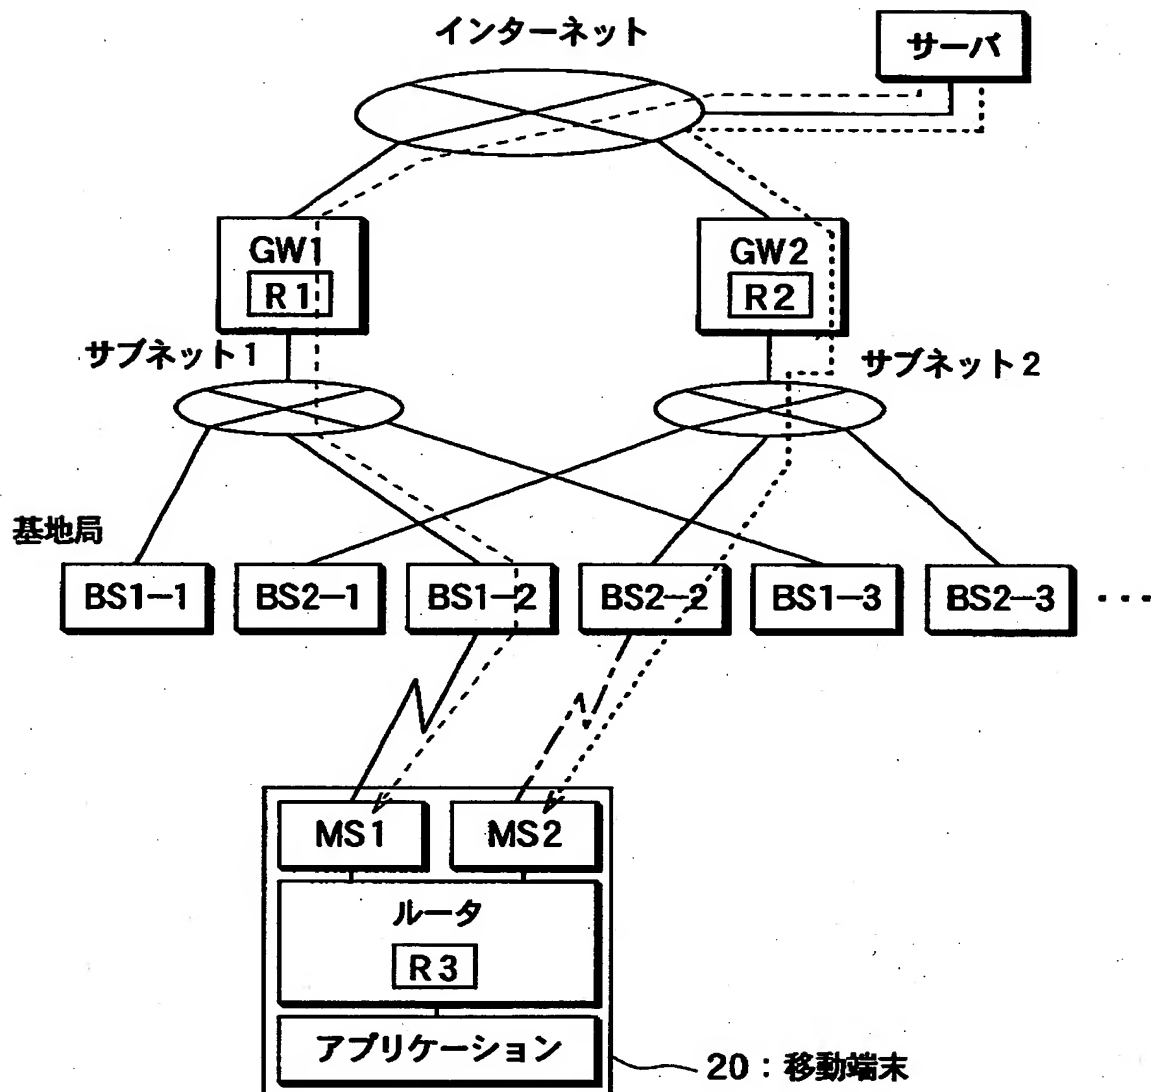 インターネット
サーバ
GW1
R1
GW2
R2
サブネット1
サブネット2
基地局
BS1-1
BS2-1
BS1-2
BS2-2
BS1-3
BS2-3
・・・
MS1
MS2
ルータ
R3
アプリケーション
20:移動端末